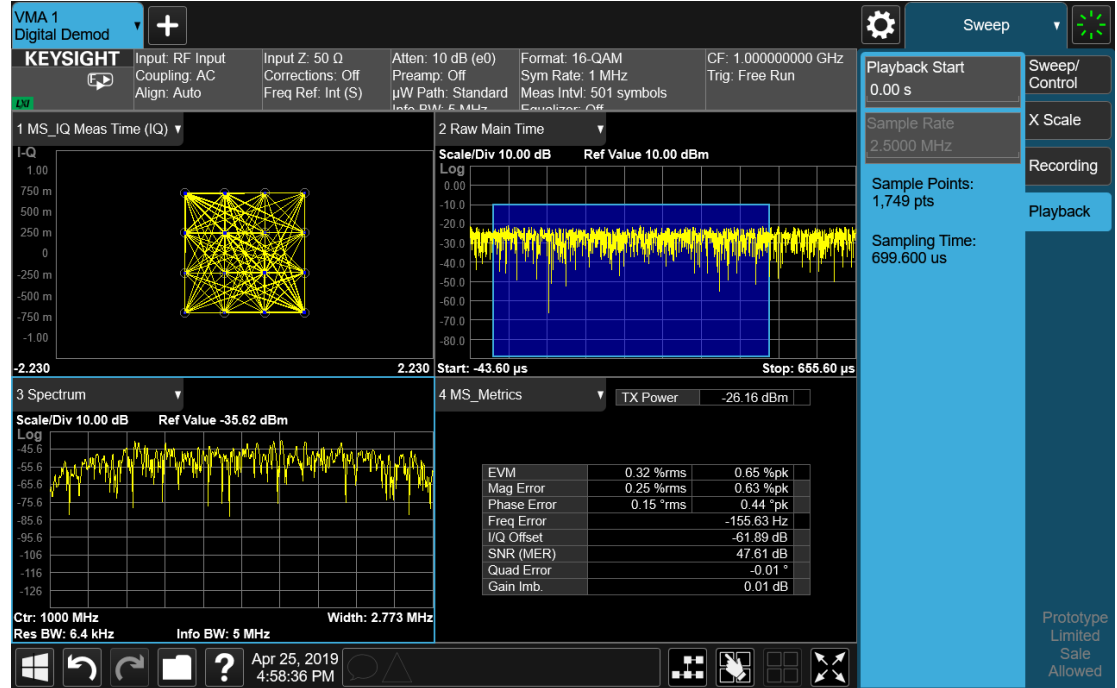 VMA 1
Digital Demod
Sweep
KEYSIGHT
LXI
Input: RF Input
Coupling: AC
Align: Auto
Input Z: 50 Ω
Corrections: Off
Freq Ref: Int (S)
Atten: 10 dB (e0)
Preamp: Off
µW Path: Standard
Info BW: 5 MHz
Format: 16-QAM
Sym Rate: 1 MHz
Meas Intvl: 501 symbols
Equalizer: Off
CF: 1.000000000 GHz
Trig: Free Run
1 MS_IQ Meas Time (IQ)
I-Q
1.00
750 m
500 m
250 m
0
-250 m
-500 m
-750 m
-1.00
-2.230
2.230
2 Raw Main Time
Scale/Div 10.00 dB
Ref Value 10.00 dBm
Log
0.00
-10.0
-20.0
-30.0
-40.0
-50.0
-60.0
-70.0
-80.0
Start: -43.60 µs
Stop: 655.60 µs
3 Spectrum
Scale/Div 10.00 dB
Ref Value -35.62 dBm
Log
-45.6
-55.6
-65.6
-75.6
-85.6
-95.6
-106
-116
-126
Ctr: 1000 MHz
Width: 2.773 MHz
Res BW: 6.4 kHz
Info BW: 5 MHz
4 MS_Metrics
TX Power -26.16 dBm
EVM 0.32 %rms 0.65 %pk
Mag Error 0.25 %rms 0.63 %pk
Phase Error 0.15 °rms 0.44 °pk
Freq Error -155.63 Hz
I/Q Offset -61.89 dB
SNR (MER) 47.61 dB
Quad Error -0.01 °
Gain Imb. 0.01 dB
Playback Start
0.00 s
Sample Rate
2.5000 MHz
Sample Points:
1,749 pts
Sampling Time:
699.600 us
Sweep/
Control
X Scale
Recording
Playback
Prototype
Limited
Sale
Allowed
?
Apr 25, 2019
4:58:36 PM